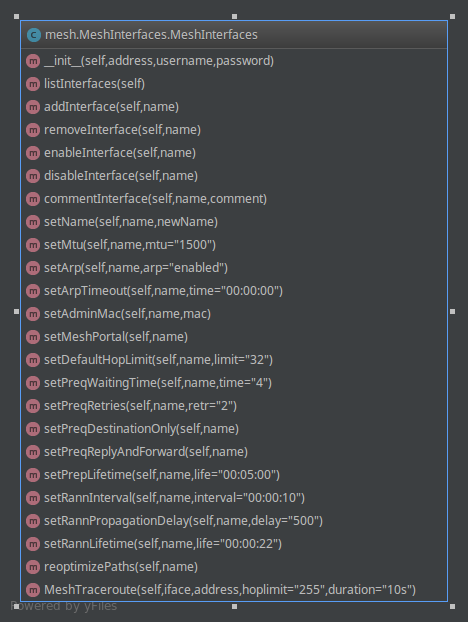 C mesh.MeshInterfaces.MeshInterfaces
m __init__(self,address,username,password)
m listInterfaces(self)
m addInterface(self,name)
m removeInterface(self,name)
m enableInterface(self,name)
m disableInterface(self,name)
m commentInterface(self,name,comment)
m setName(self,name,newName)
m setMtu(self,name,mtu="1500")
m setArp(self,name,arp="enabled")
m setArpTimeout(self,name,time="00:00:00")
m setAdminMac(self,name,mac)
m setMeshPortal(self,name)
m setDefaultHopLimit(self,name,limit="32")
m setPreqWaitingTime(self,name,time="4")
m setPreqRetries(self,name,retr="2")
m setPreqDestinationOnly(self,name)
m setPreqReplyAndForward(self,name)
m setPrepLifetime(self,name,life="00:05:00")
m setRannInterval(self,name,interval="00:00:10")
m setRannPropagationDelay(self,name,delay="500")
m setRannLifetime(self,name,life="00:00:22")
m reoptimizePaths(self,name)
m MeshTraceroute(self,iface,address,hoplimit="255",duration="10s")
Powered by yFiles